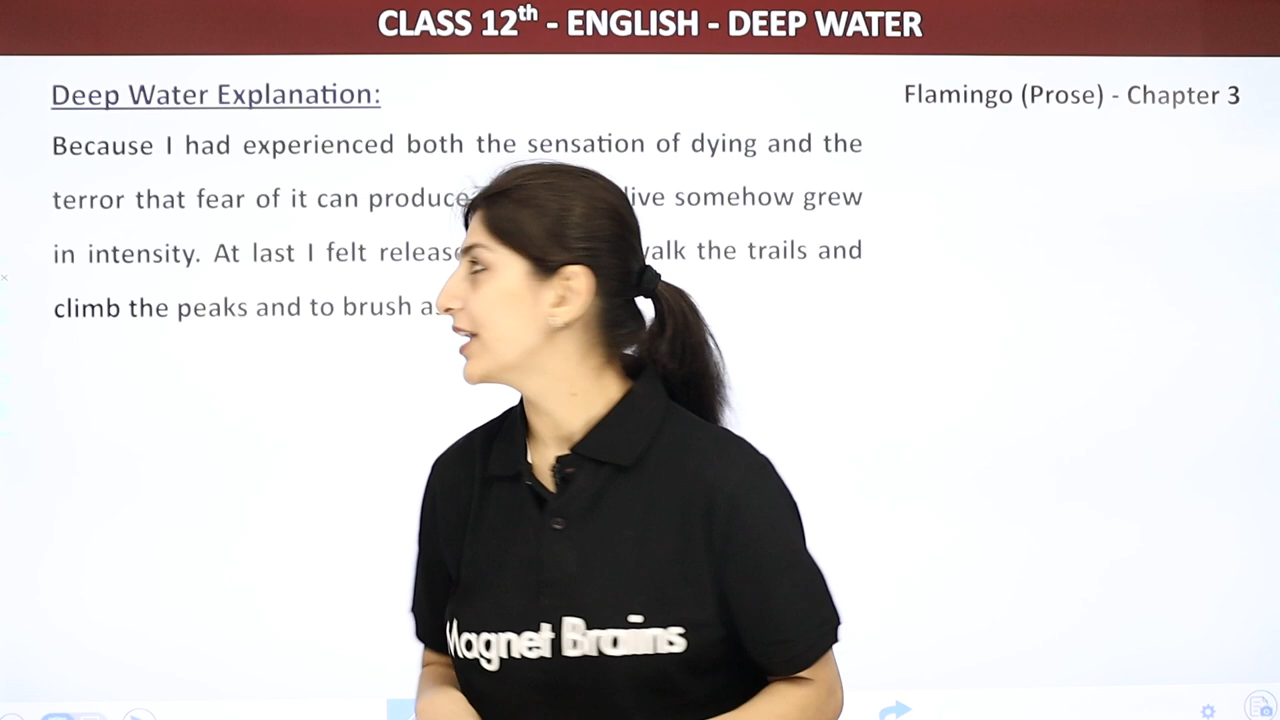 CLASS 12th - ENGLISH - DEEP WATER
Deep Water Explanation:
Flamingo (Prose) - Chapter 3
Because I had experienced both the sensation of dying and the
terror that fear of it can produce live somehow grew
in intensity. At last I felt walk the trails and
climb the peaks and to brush
Magnet Brains